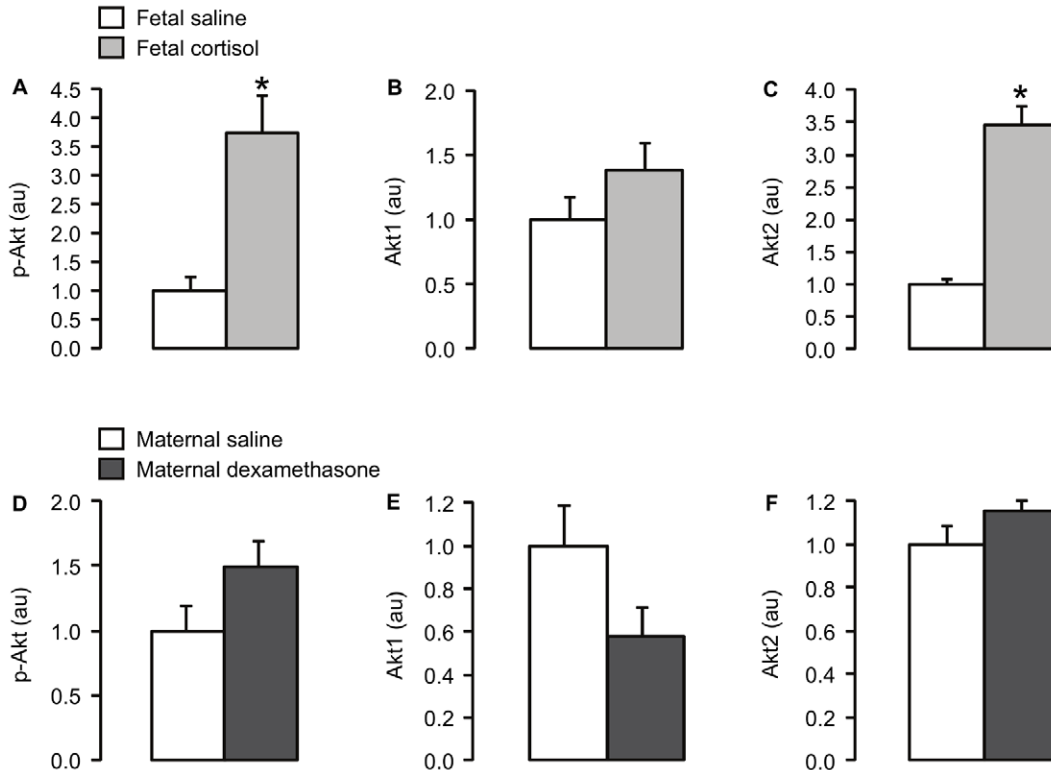 Fetal saline
Fetal cortisol
A
4.5
4.0
3.5
3.0
2.5
2.0
1.5
1.0
0.5
0.0
p-Akt (au)
*
B
2.0
1.5
1.0
0.5
0.0
Akt1 (au)
C
4.0
3.5
3.0
2.5
2.0
1.5
1.0
0.5
0.0
Akt2 (au)
*
Maternal saline
Maternal dexamethasone
D
2.0
1.5
1.0
0.5
0.0
p-Akt (au)
E
1.2
1.0
0.8
0.6
0.4
0.2
0.0
Akt1 (au)
F
1.2
1.0
0.8
0.6
0.4
0.2
0.0
Akt2 (au)